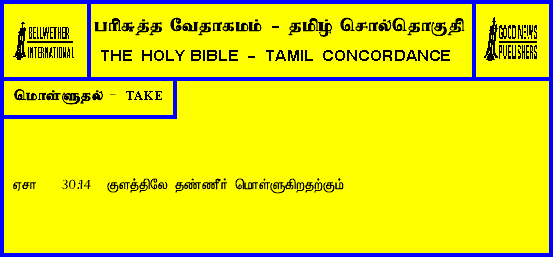 BELLWETHER
INTERNATIONAL
பரிசுத்த வேதாகமம் - தமிழ் சொல்தொகுதி
THE HOLY BIBLE - TAMIL CONCORDANCE
GOOD NEWS
PUBLISHERS
மொள்ளுதல் - TAKE
ஏசா 30:14 குளத்திலே தண்ணீர் மொள்ளுகிறதற்கும்